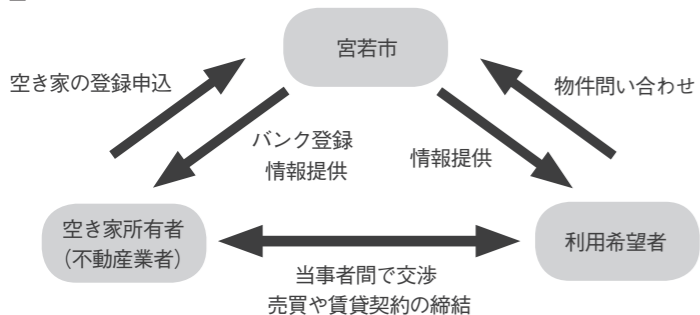 宮若市
空き家の登録申込
物件問い合わせ
バンク登録
情報提供
情報提供
空き家所有者
（不動産業者）
利用希望者
当事者間で交渉
売買や賃貸契約の締結